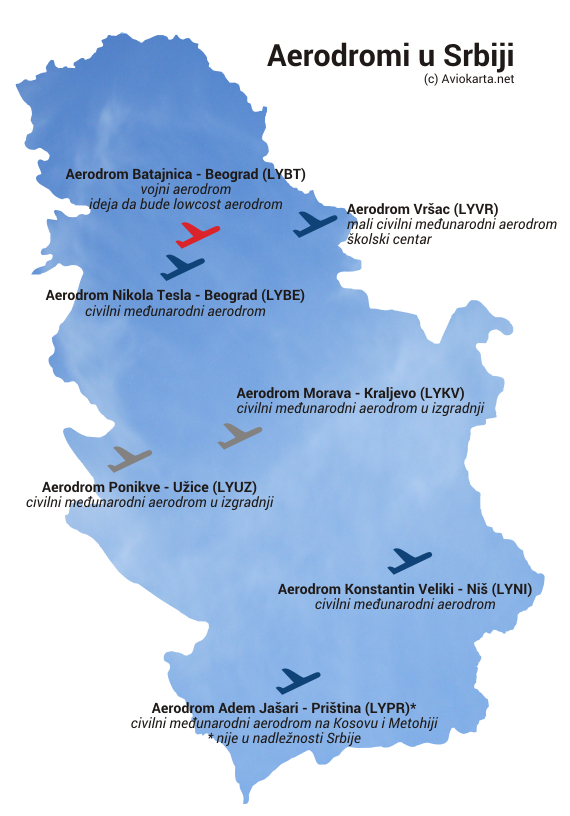 Aerodromi u Srbiji
(c) Aviokarta.net
Aerodrom Batajnica - Beograd (LYBT)
vojni aerodrom
ideja da bude lowcost aerodrom
Aerodrom Vršac (LYVR)
mali civilni međunarodni aerodrom
školski centar
Aerodrom Nikola Tesla - Beograd (LYBE)
civilni međunarodni aerodrom
Aerodrom Morava - Kraljevo (LYKV)
civilni međunarodni aerodrom u izgradnji
Aerodrom Ponikve - Užice (LYUZ)
civilni međunarodni aerodrom u izgradnji
Aerodrom Konstantin Veliki - Niš (LYNI)
civilni međunarodni aerodrom
Aerodrom Adem Jašari - Priština (LYPR)*
civilni međunarodni aerodrom na Kosovu i Metohiji
* nije u nadležnosti Srbije